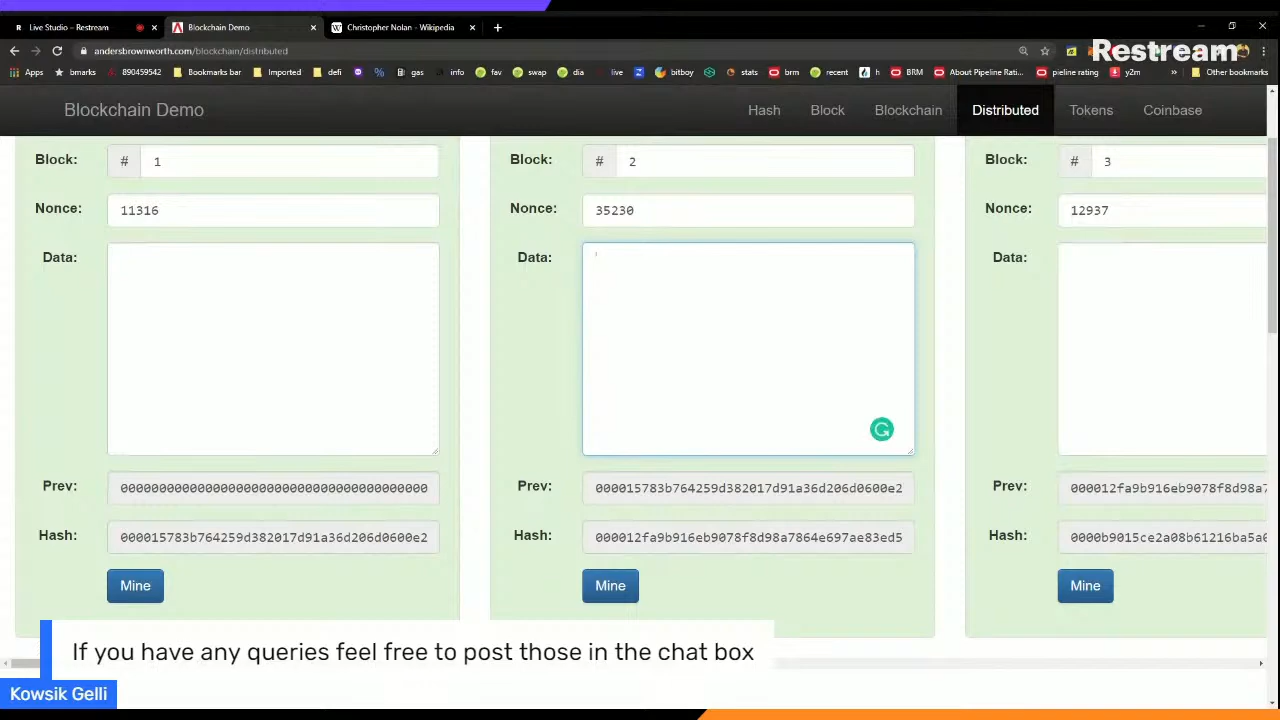 Live Studio – Restream
Blockchain Demo
Christopher Nolan - Wikipedia
andersbrownworth.com/blockchain/distributed
Restream
Apps
bmarks
890459542
Bookmarks bar
Imported
defi
gas
info
fav
swap
dia
live
bitboy
stats
brm
recent
h
BRM
About Pipeline Rati...
pieline rating
y2m
»
Other bookmarks
Blockchain Demo
Hash
Block
Blockchain
Distributed
Tokens
Coinbase
Block:
# 1
Nonce:
11316
Data:
Prev:
0000000000000000000000000000000000000000
Hash:
000015783b764259d382017d91a36d206d0600e2
Mine
Block:
# 2
Nonce:
35230
Data:
Prev:
000015783b764259d382017d91a36d206d0600e2
Hash:
000012fa9b916eb9078f8d98a7864e697ae83ed5
Mine
Block:
# 3
Nonce:
12937
Data:
Prev:
000012fa9b916eb9078f8d98a7
Hash:
0000b9015ce2a08b61216ba5a0
Mine
If you have any queries feel free to post those in the chat box
Kowsik Gelli